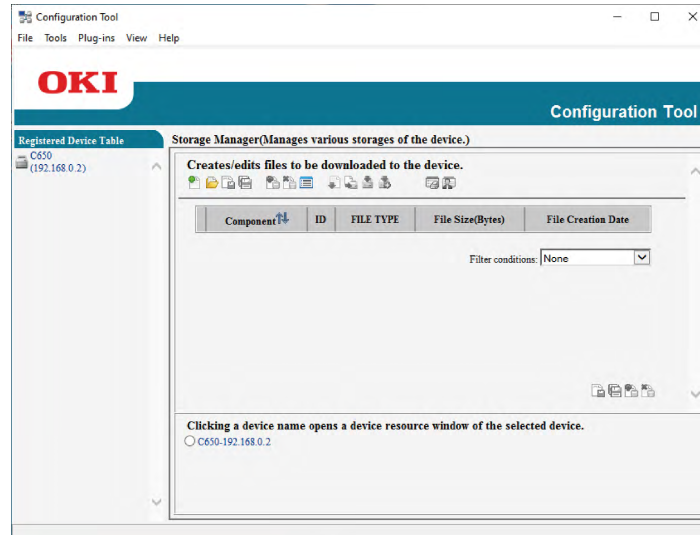 Configuration Tool
File Tools Plug-ins View Help
OKI
Configuration Tool
Registered Device Table
C650
(192.168.0.2)
Storage Manager(Manages various storages of the device.)
Creates/edits files to be downloaded to the device.
Component ID FILE TYPE File Size(Bytes) File Creation Date
Filter conditions: None
Clicking a device name opens a device resource window of the selected device.
C650-192.168.0.2